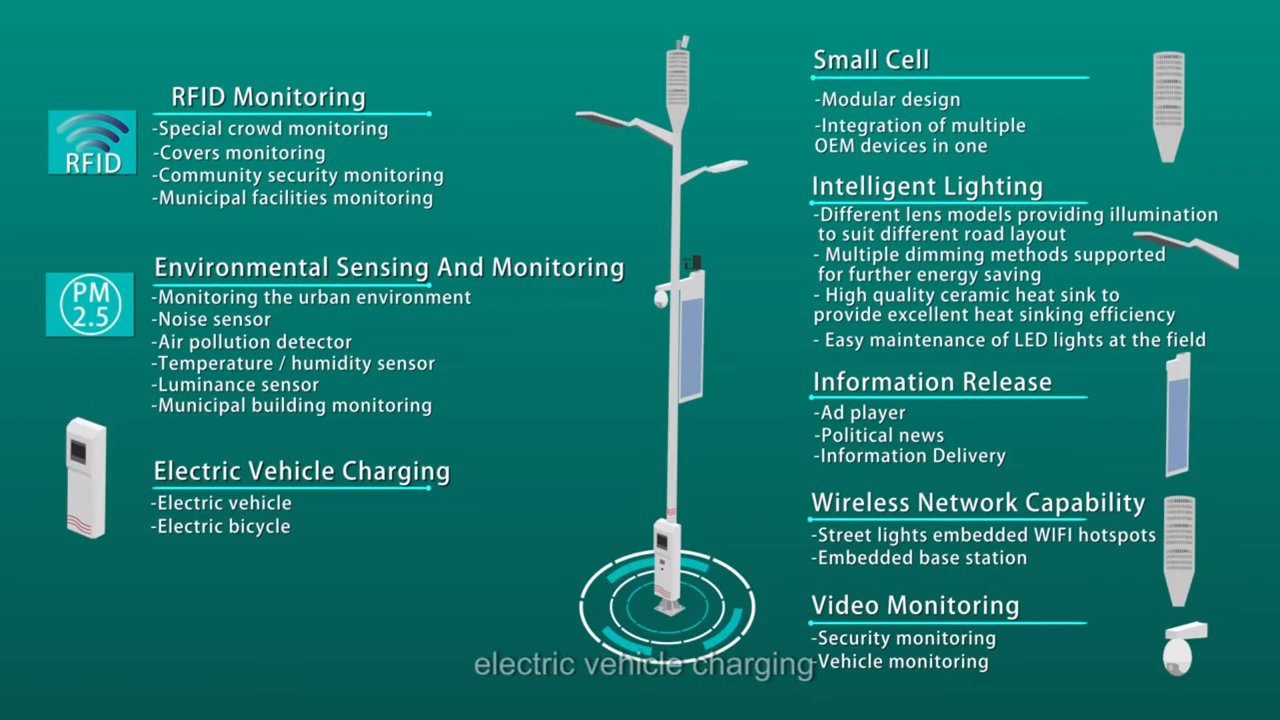 RFID Monitoring
RFID
-Special crowd monitoring
-Covers monitoring
-Community security monitoring
-Municipal facilities monitoring
Environmental Sensing And Monitoring
PM
2.5
-Monitoring the urban environment
-Noise sensor
-Air pollution detector
-Temperature / humidity sensor
-Luminance sensor
-Municipal building monitoring
Electric Vehicle Charging
-Electric vehicle
-Electric bicycle
Small Cell
-Modular design
-Integration of multiple
OEM devices in one
Intelligent Lighting
-Different lens models providing illumination
to suit different road layout
- Multiple dimming methods supported
for further energy saving
- High quality ceramic heat sink to
provide excellent heat sinking efficiency
- Easy maintenance of LED lights at the field
Information Release
-Ad player
-Political news
-Information Delivery
Wireless Network Capability
-Street lights embedded WIFI hotspots
-Embedded base station
Video Monitoring
-Security monitoring
-Vehicle monitoring
electric vehicle charging